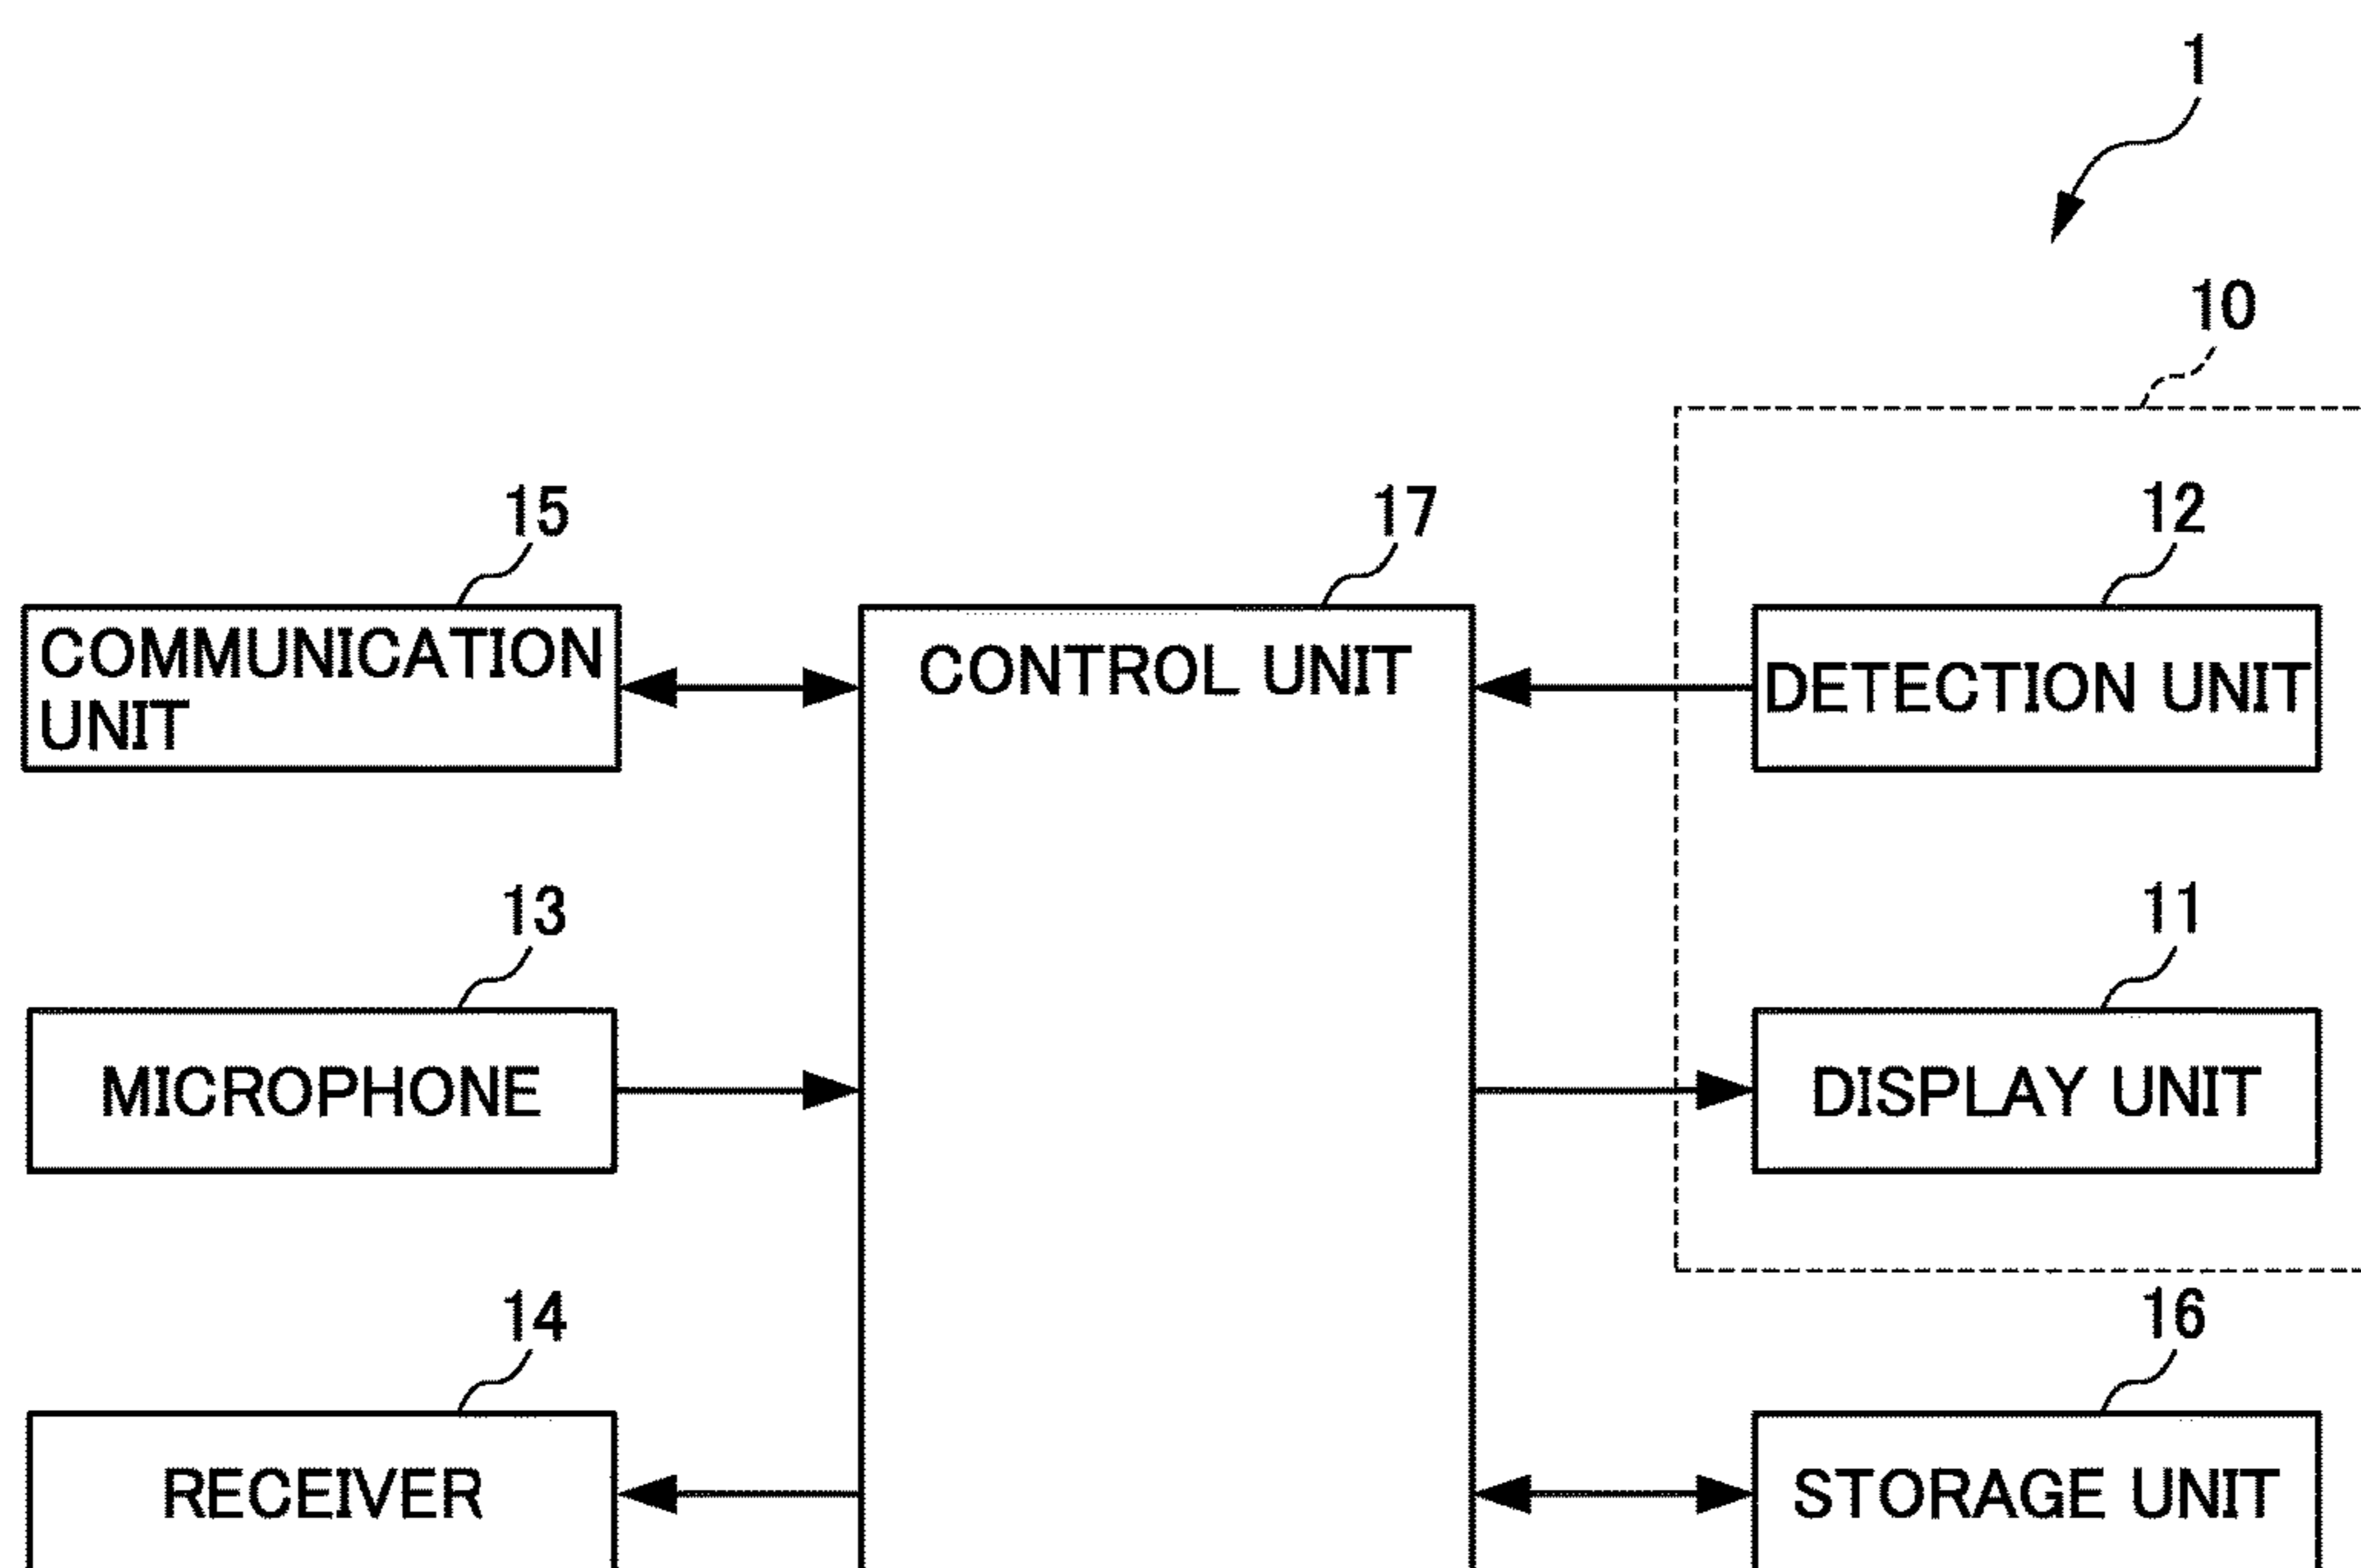 1
10
15
17
12
COMMUNICATION
UNIT
CONTROL UNIT
DETECTION UNIT
13
11
MICROPHONE
DISPLAY UNIT
14
16
RECEIVER
STORAGE UNIT